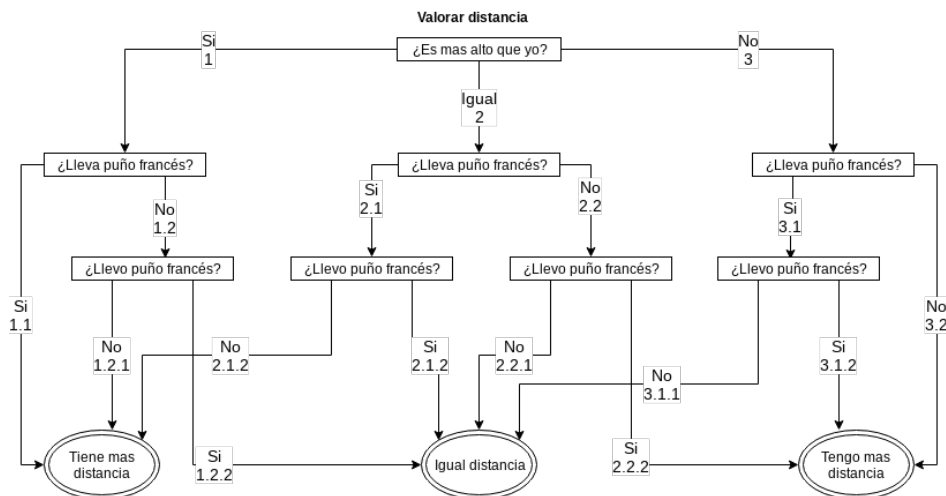 Valorar distancia
¿Es mas alto que yo?
Si
1
Igual
2
No
3
¿Lleva puño francés?
¿Lleva puño francés?
¿Lleva puño francés?
No
1.2
Si
2.1
No
2.2
Si
3.1
¿Llevo puño francés?
¿Llevo puño francés?
¿Llevo puño francés?
¿Llevo puño francés?
Si
1.1
No
1.2.1
No
2.1.2
Si
2.1.2
No
2.2.1
No
3.1.1
Si
3.1.2
No
3.2
Si
1.2.2
Si
2.2.2
Tiene mas
distancia
Igual distancia
Tengo mas
distancia